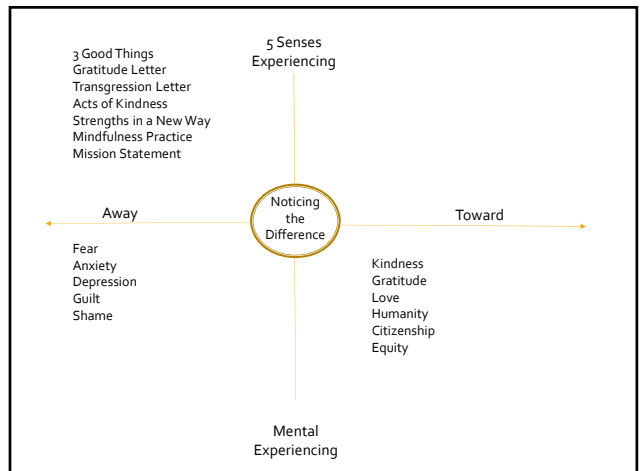 5 Senses
Experiencing
3 Good Things
Gratitude Letter
Transgression Letter
Acts of Kindness
Strengths in a New Way
Mindfulness Practice
Mission Statement
Away
Noticing
the
Difference
Toward
Fear
Anxiety
Depression
Guilt
Shame
Kindness
Gratitude
Love
Humanity
Citizenship
Equity
Mental
Experiencing